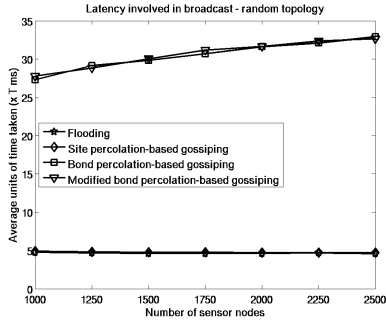 Latency involved in broadcast - random topology
Average units of time taken (x T ms)
35
30
25
20
15
10
5
0
Flooding
Site percolation-based gossiping
Bond percolation-based gossiping
Modified bond percolation-based gossiping
1000 1250 1500 1750 2000 2250 2500
Number of sensor nodes